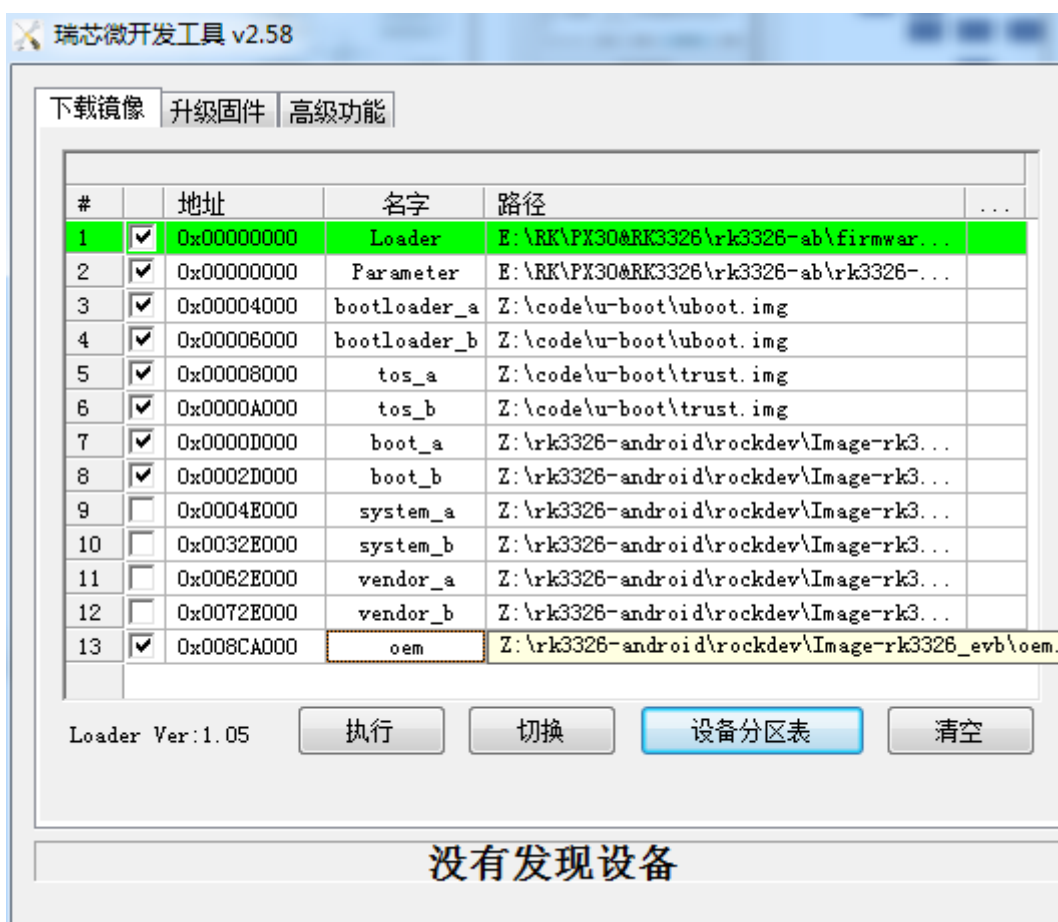 瑞芯微开发工具 v2.58
下载镜像 升级固件 高级功能
# 地址 名字 路径 ...
1 0x00000000 Loader E:\RK\PX30&RK3326\rk3326-ab\firmwar...
2 0x00000000 Parameter E:\RK\PX30&RK3326\rk3326-ab\rk3326-...
3 0x00004000 bootloader_a Z:\code\u-boot\uboot.img
4 0x00006000 bootloader_b Z:\code\u-boot\uboot.img
5 0x00008000 tos_a Z:\code\u-boot\trust.img
6 0x0000A000 tos_b Z:\code\u-boot\trust.img
7 0x0000D000 boot_a Z:\rk3326-android\rockdev\Image-rk3...
8 0x0002D000 boot_b Z:\rk3326-android\rockdev\Image-rk3...
9 0x0004E000 system_a Z:\rk3326-android\rockdev\Image-rk3...
10 0x0032E000 system_b Z:\rk3326-android\rockdev\Image-rk3...
11 0x0062E000 vendor_a Z:\rk3326-android\rockdev\Image-rk3...
12 0x0072E000 vendor_b Z:\rk3326-android\rockdev\Image-rk3...
13 0x008CA000 oem Z:\rk3326-android\rockdev\Image-rk3326_evb\oem.
Loader Ver:1.05 执行 切换 设备分区表 清空
没有发现设备